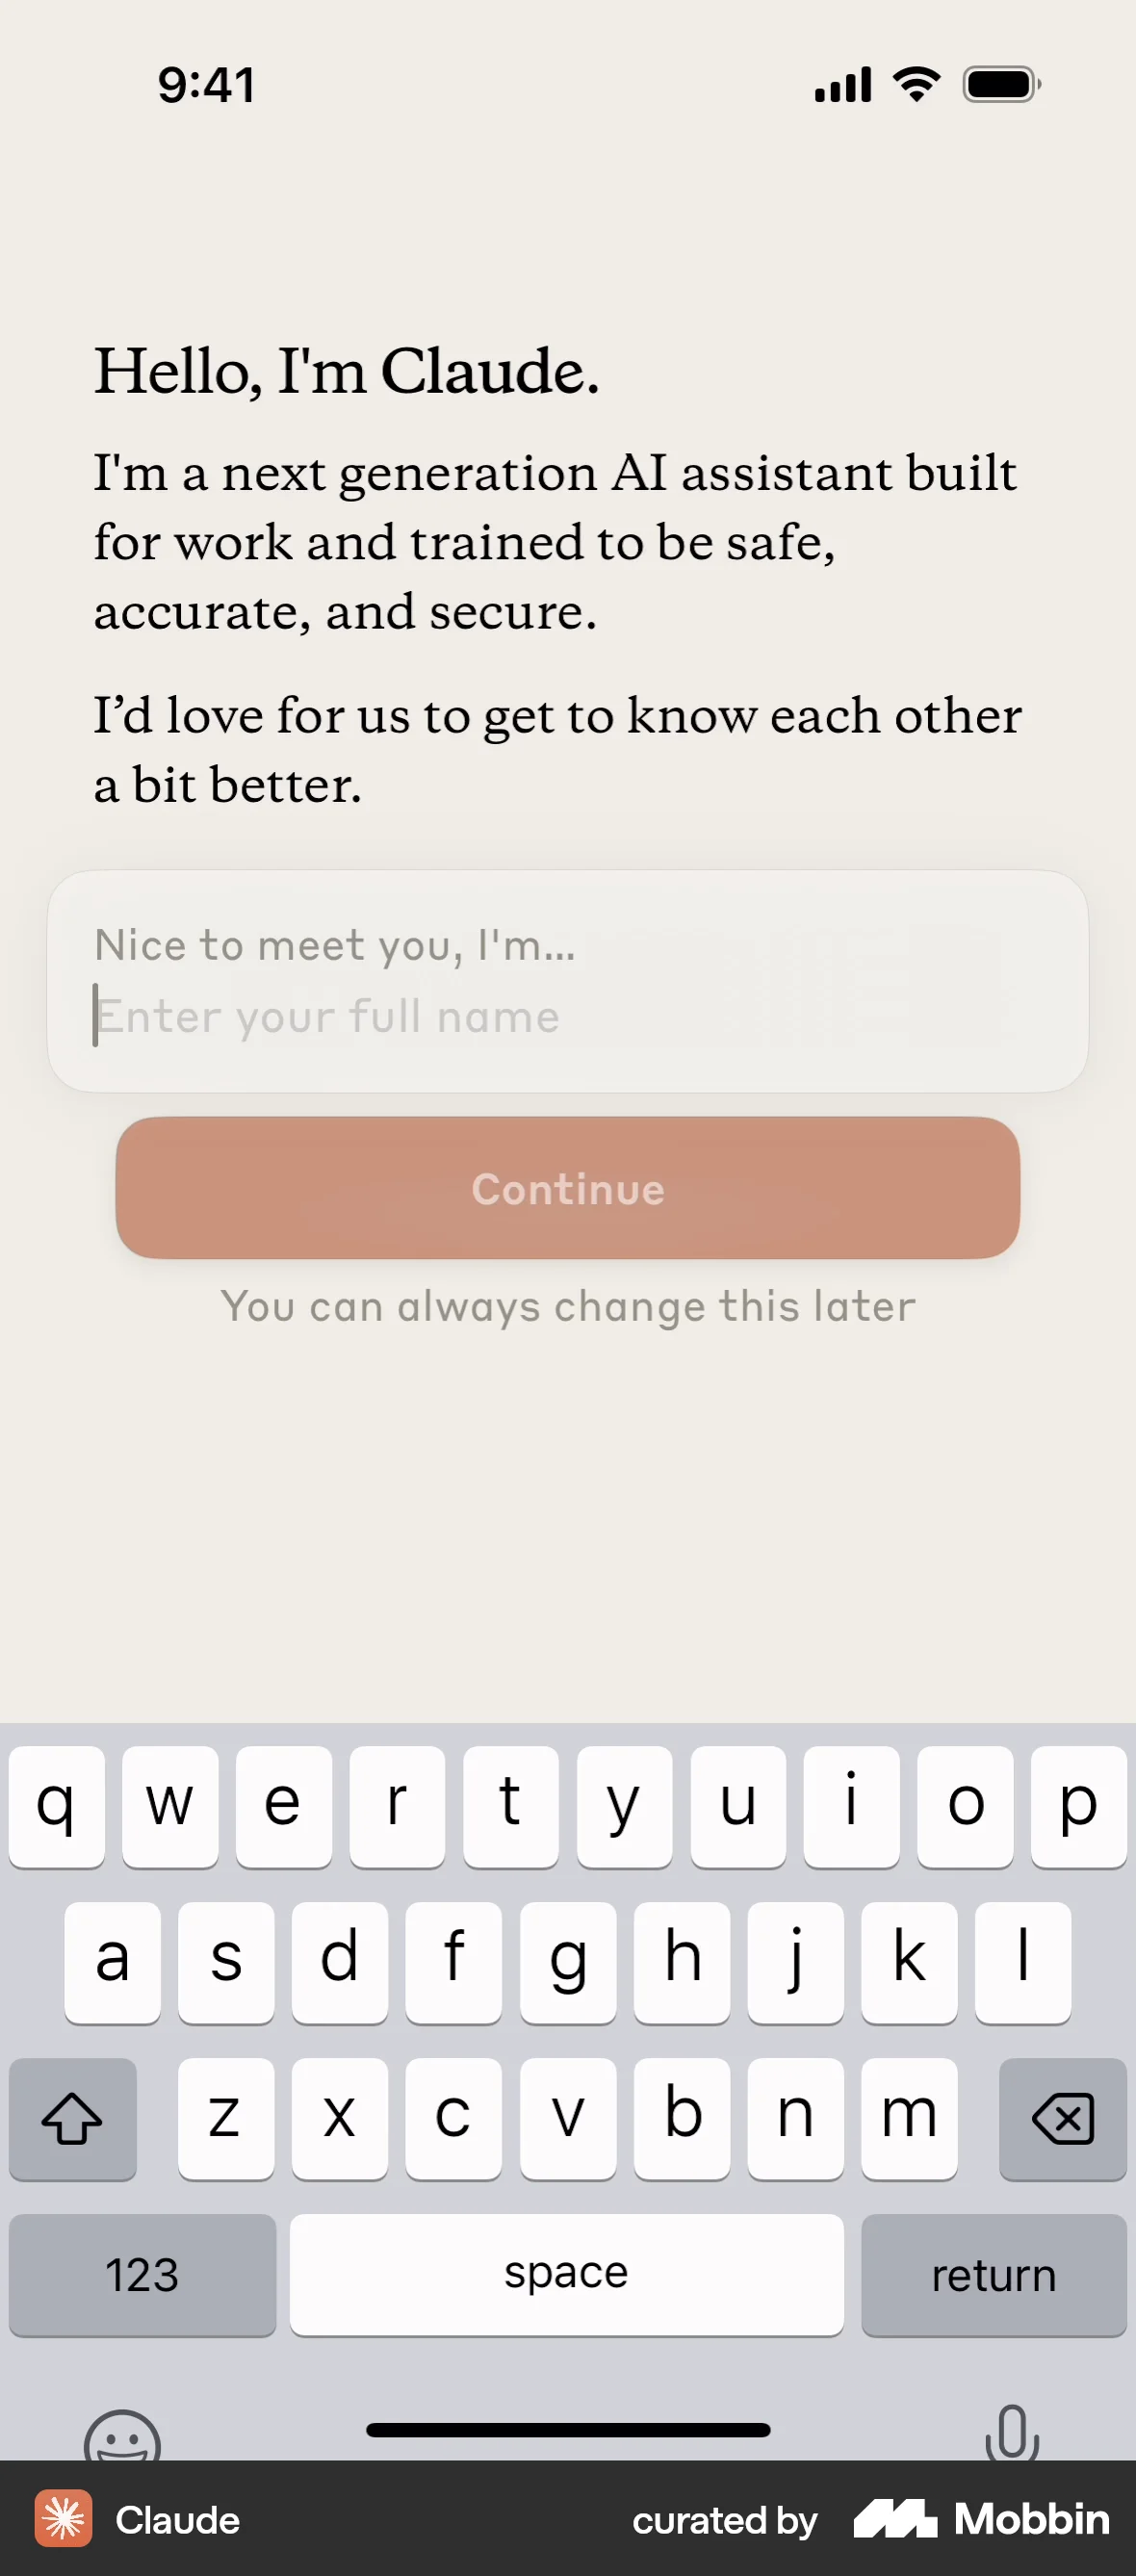 9:41
Hello, I'm Claude.
I'm a next generation AI assistant built
for work and trained to be safe,
accurate, and secure.
I’d love for us to get to know each other
a bit better.
Nice to meet you, I'm...
Enter your full name
Continue
You can always change this later
q w e r t y u i o p
a s d f g h j k l
z x c v b n m
123 space return
Claude curated by Mobbin